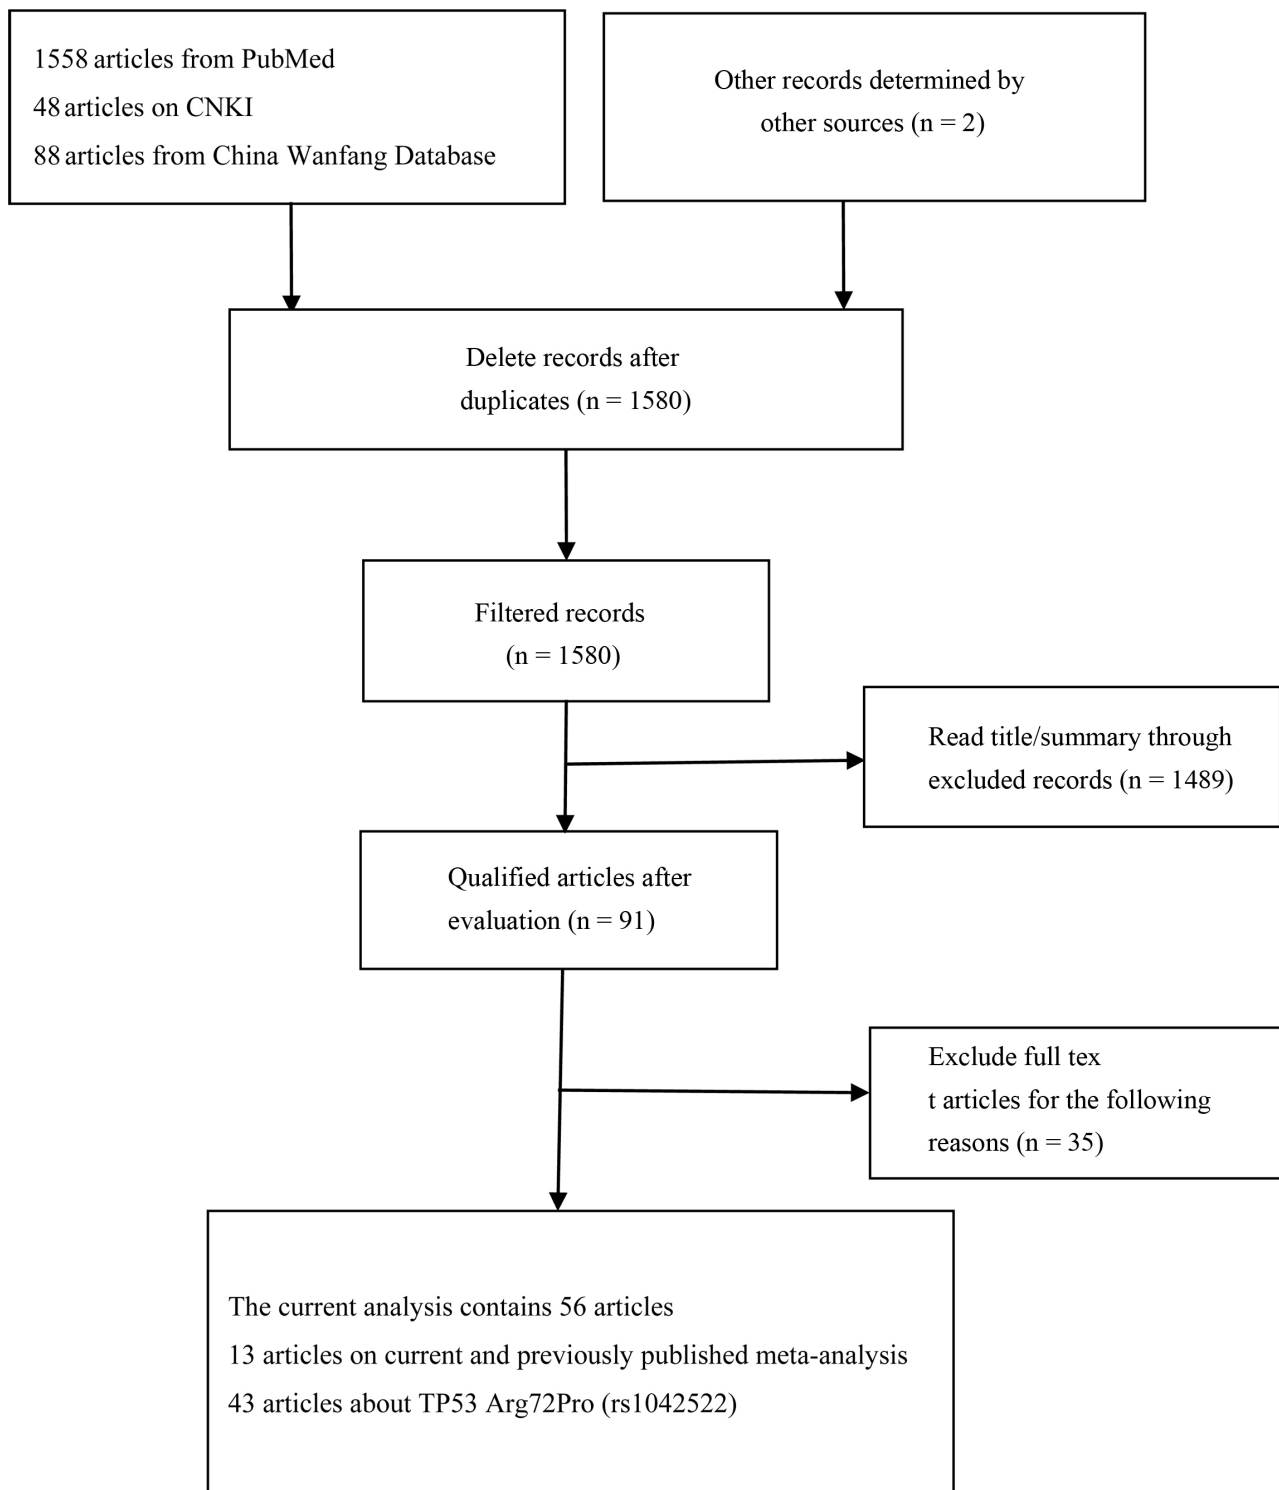 1558 articles from PubMed
48 articles on CNKI
88 articles from China Wanfang Database
Other records determined by
other sources (n = 2)
Delete records after
duplicates (n = 1580)
Filtered records
(n = 1580)
Read title/summary through
excluded records (n = 1489)
Qualified articles after
evaluation (n = 91)
Exclude full tex
t articles for the following
reasons (n = 35)
The current analysis contains 56 articles
13 articles on current and previously published meta-analysis
43 articles about TP53 Arg72Pro (rs1042522)